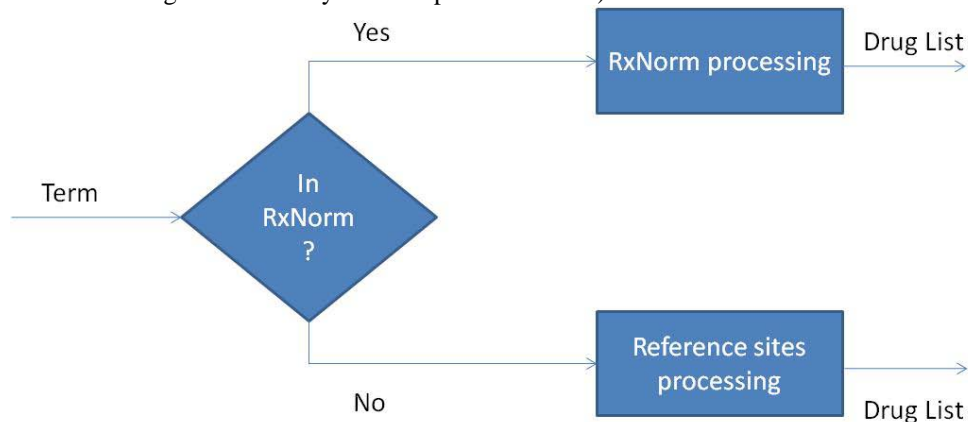 Yes
RxNorm processing
Drug List
Term
In
RxNorm
?
Reference sites
processing
No
Drug List